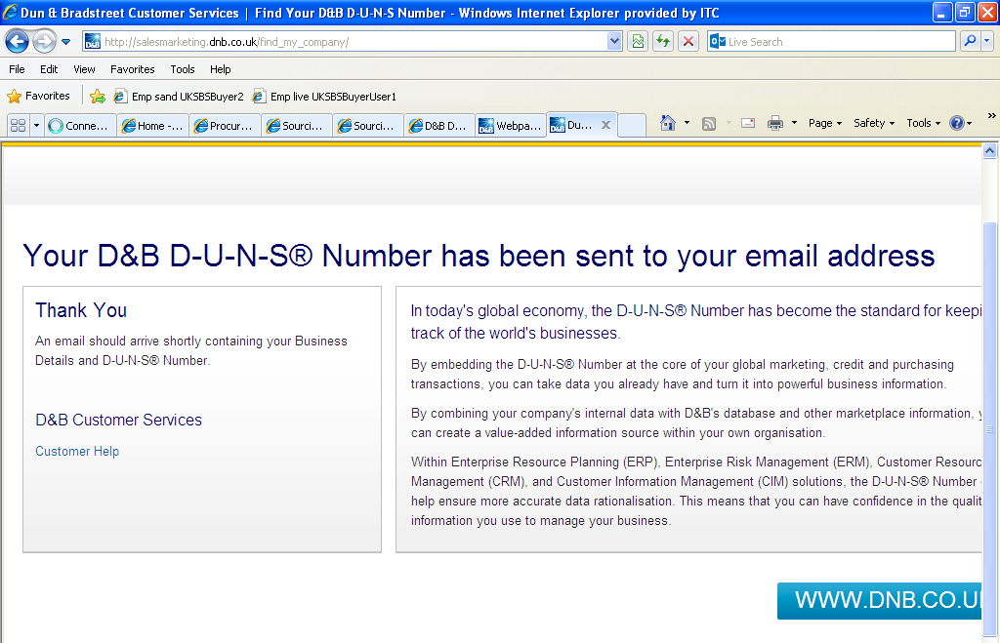 Dun & Bradstreet Customer Services | Find Your D&B D-U-N-S Number - Windows Internet Explorer provided by ITC
http://salesmarketing.dnb.co.uk/find_my_company/
Live Search
File Edit View Favorites Tools Help
Favorites Emp sand UKSBSBuyer2 Emp live UKSBSBuyerUser1
Conne... Home -... Procur... Sourci... Sourci... D&B D... Webpa... Du... Page Safety Tools
Your D&B D-U-N-S® Number has been sent to your email address
Thank You
An email should arrive shortly containing your Business
Details and D-U-N-S® Number.
D&B Customer Services
Customer Help
In today's global economy, the D-U-N-S® Number has become the standard for keepi
track of the world's businesses.
By embedding the D-U-N-S® Number at the core of your global marketing, credit and purchasing
transactions, you can take data you already have and turn it into powerful business information.
By combining your company's internal data with D&B's database and other marketplace information, y
can create a value-added information source within your own organisation.
Within Enterprise Resource Planning (ERP), Enterprise Risk Management (ERM), Customer Resourc
Management (CRM), and Customer Information Management (CIM) solutions, the D-U-N-S® Number
help ensure more accurate data rationalisation. This means that you can have confidence in the qualit
information you use to manage your business.
WWW.DNB.CO.U